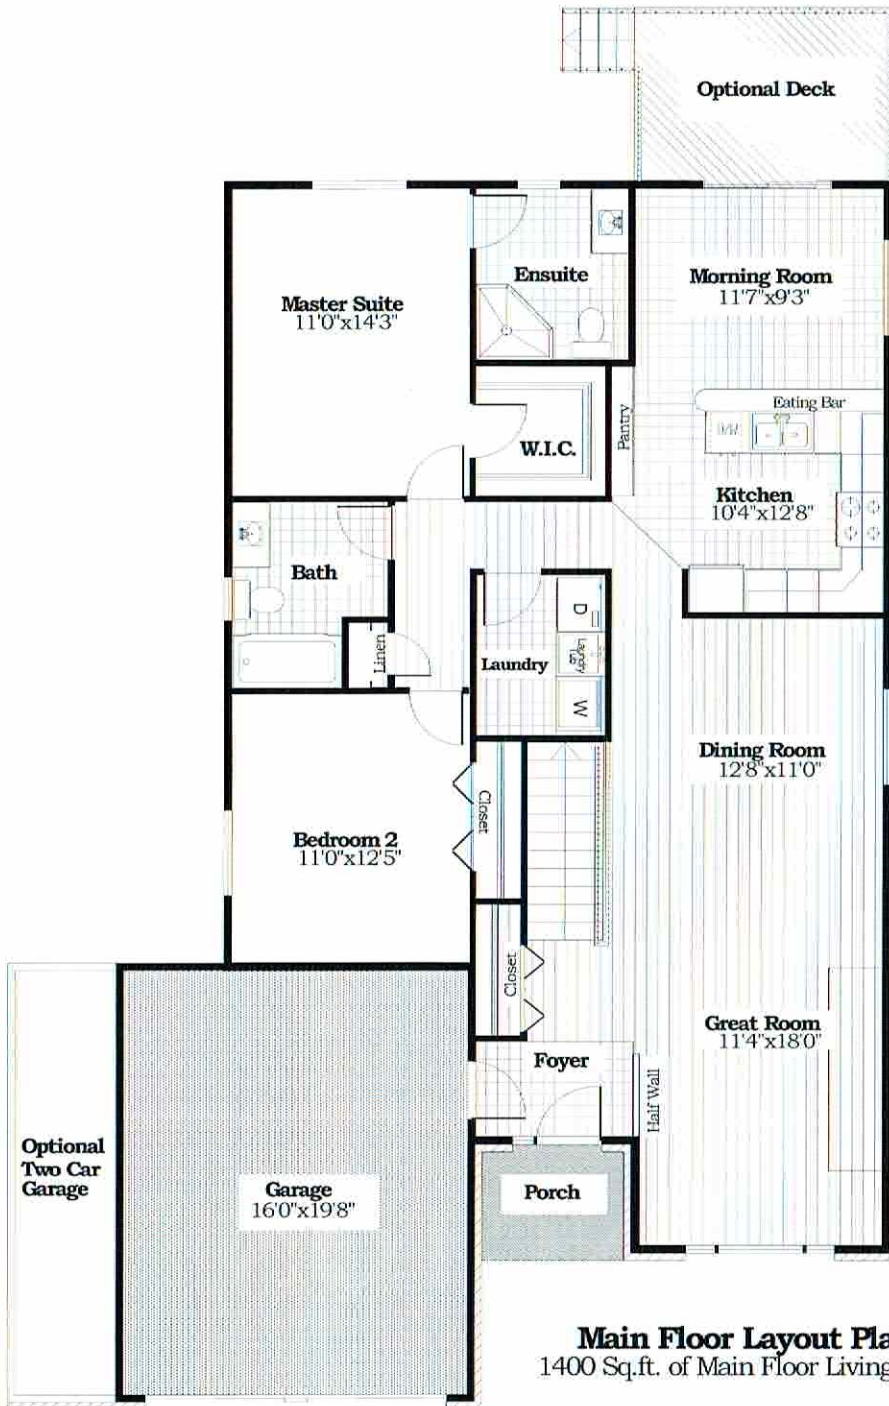 Optional Deck
Master Suite
11'0"x14'3"
Ensuite
Morning Room
11'7"x9'3"
Eating Bar
Pantry
W.I.C.
Kitchen
10'4"x12'8"
Bath
Linen
D
Laundry
Tub
Laundry
W
Dining Room
12'8"x11'0"
Closet
Bedroom 2
11'0"x12'5"
Closet
Great Room
11'4"x18'0"
Foyer
Half Wall
Optional
Two Car
Garage
Garage
16'0"x19'8"
Porch
Main Floor Layout Pla
1400 Sq.ft. of Main Floor Living